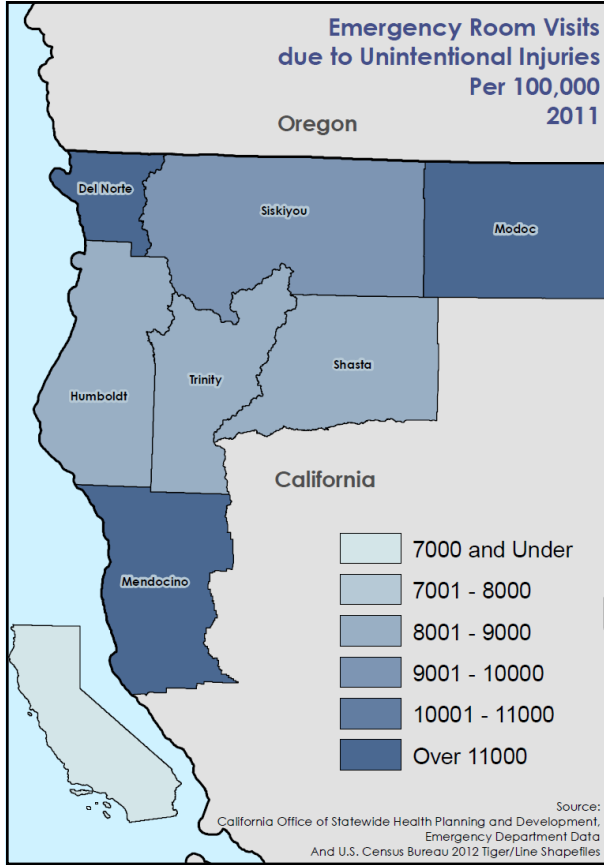 Emergency Room Visits
due to Unintentional Injuries
Per 100,000
2011
Oregon
Del Norte
Siskiyou
Modoc
Humboldt
Trinity
Shasta
California
Mendocino
7000 and Under
7001 - 8000
8001 - 9000
9001 - 10000
10001 - 11000
Over 11000
Source:
California Office of Statewide Health Planning and Development,
Emergency Department Data
And U.S. Census Bureau 2012 Tiger/Line Shapefiles